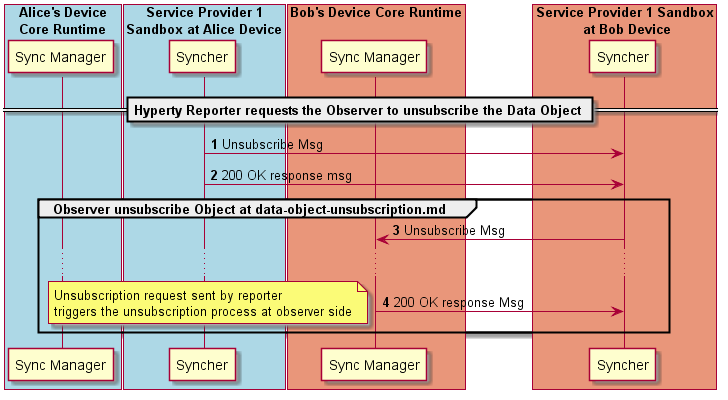 Alice's Device
Core Runtime
Service Provider 1
Sandbox at Alice Device
Bob's Device Core Runtime
Service Provider 1 Sandbox
at Bob Device
Sync Manager
Syncher
Sync Manager
Syncher
Hyperty Reporter requests the Observer to unsubscribe the Data Object
1 Unsubscribe Msg
2 200 OK response msg
Observer unsubscribe Object at data-object-unsubscription.md
3 Unsubscribe Msg
Unsubscription request sent by reporter
triggers the unsubscription process at observer side
4 200 OK response Msg
Sync Manager
Syncher
Sync Manager
Syncher